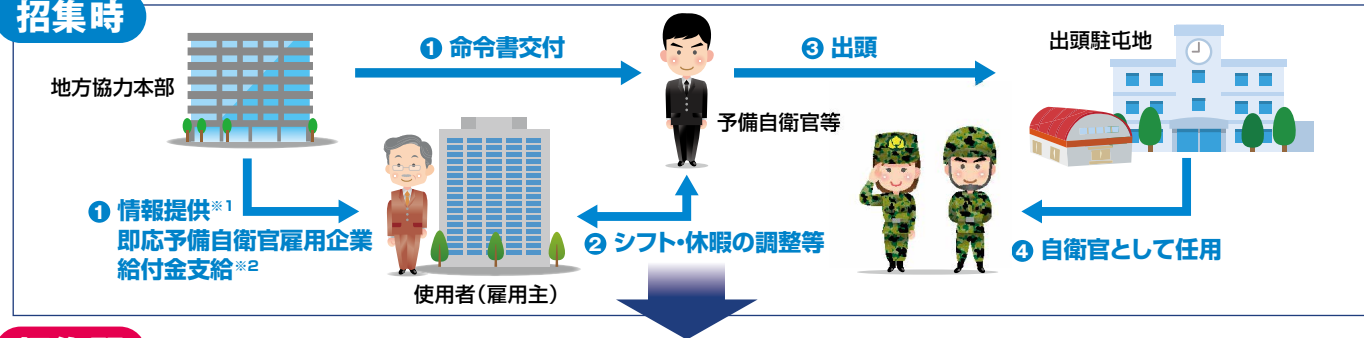 招集時
地方協力本部
❶ 命令書交付
❸ 出頭
出頭駐屯地
予備自衛官等
❶ 情報提供※1
即応予備自衛官雇用企業
給付金支給※2
❷ シフト・休暇の調整等
❹ 自衛官として任用
使用者（雇用主）